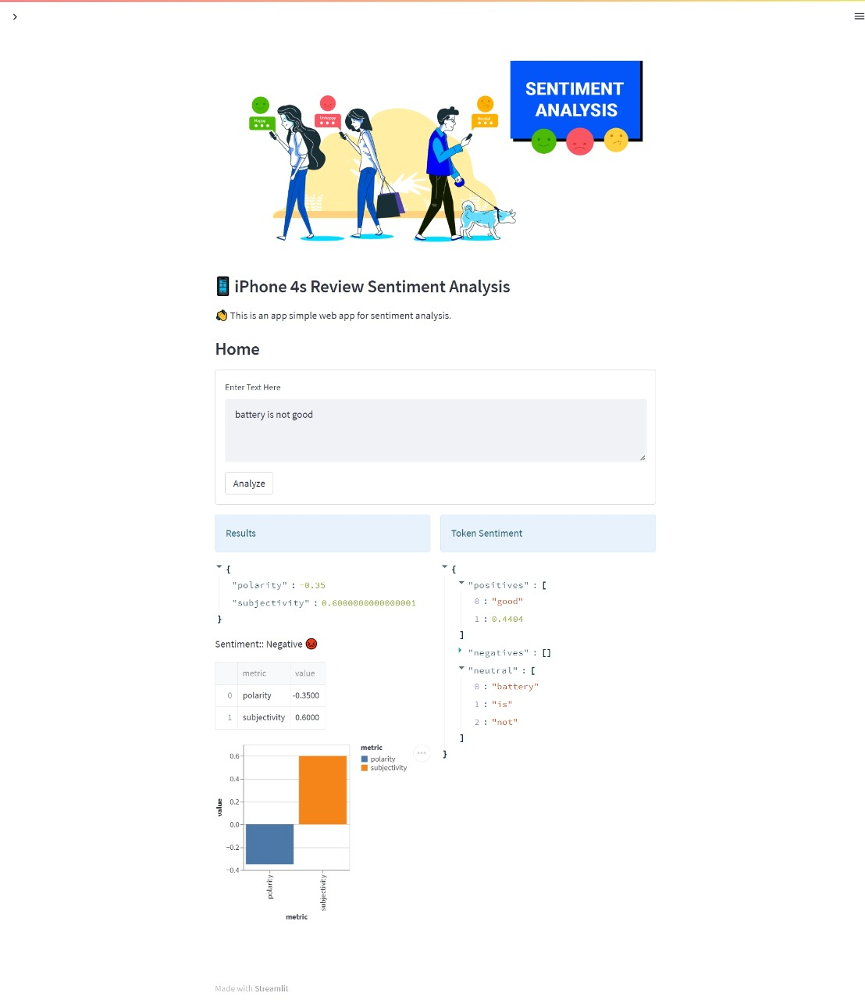 SENTIMENT
ANALYSIS
Happy
Unhappy
Neutral
iPhone 4s Review Sentiment Analysis
This is an app simple web app for sentiment analysis.
Home
Enter Text Here
battery is not good
Analyze
Results
{
"polarity" : -0.35
"subjectivity" : 0.6000000000000001
}
Sentiment:: Negative
metric value
0 polarity -0.3500
1 subjectivity 0.6000
metric
polarity
subjectivity
0.6
0.4
0.2
0.0
−0.2
−0.4
value
polarity
subjectivity
metric
Token Sentiment
{
"positives" : [
0 : "good"
1 : 0.4404
]
"negatives" : []
"neutral" : [
0 : "battery"
1 : "is"
2 : "not"
]
}
Made with Streamlit